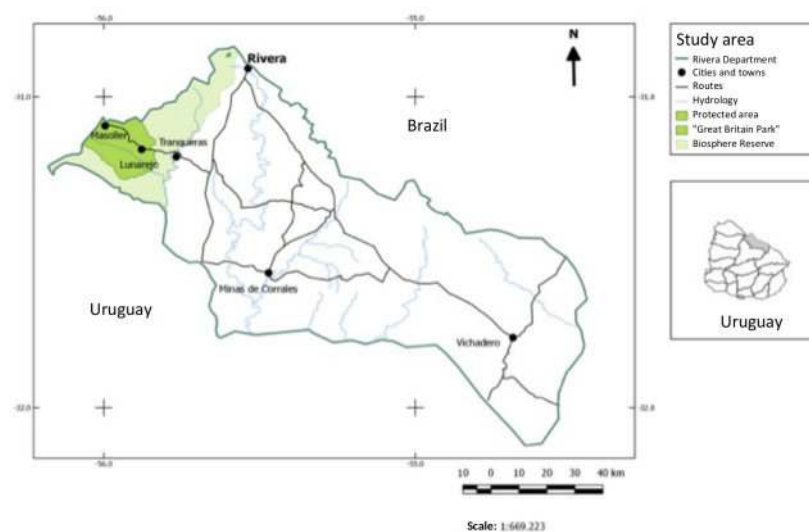 -56.0
-55.0
N
Rivera
-31.0
-31.0
Brazil
Masoller
Tranqueras
Lunarejo
Uruguay
Minas de Corrales
Vichadero
-32.0
-32.0
-56.0
-55.0
10 0 10 20 30 40 km
Scale: 1:669.223
Study area
Rivera Department
Cities and towns
Routes
Hydrology
Protected area
"Great Britain Park"
Biosphere Reserve
Uruguay